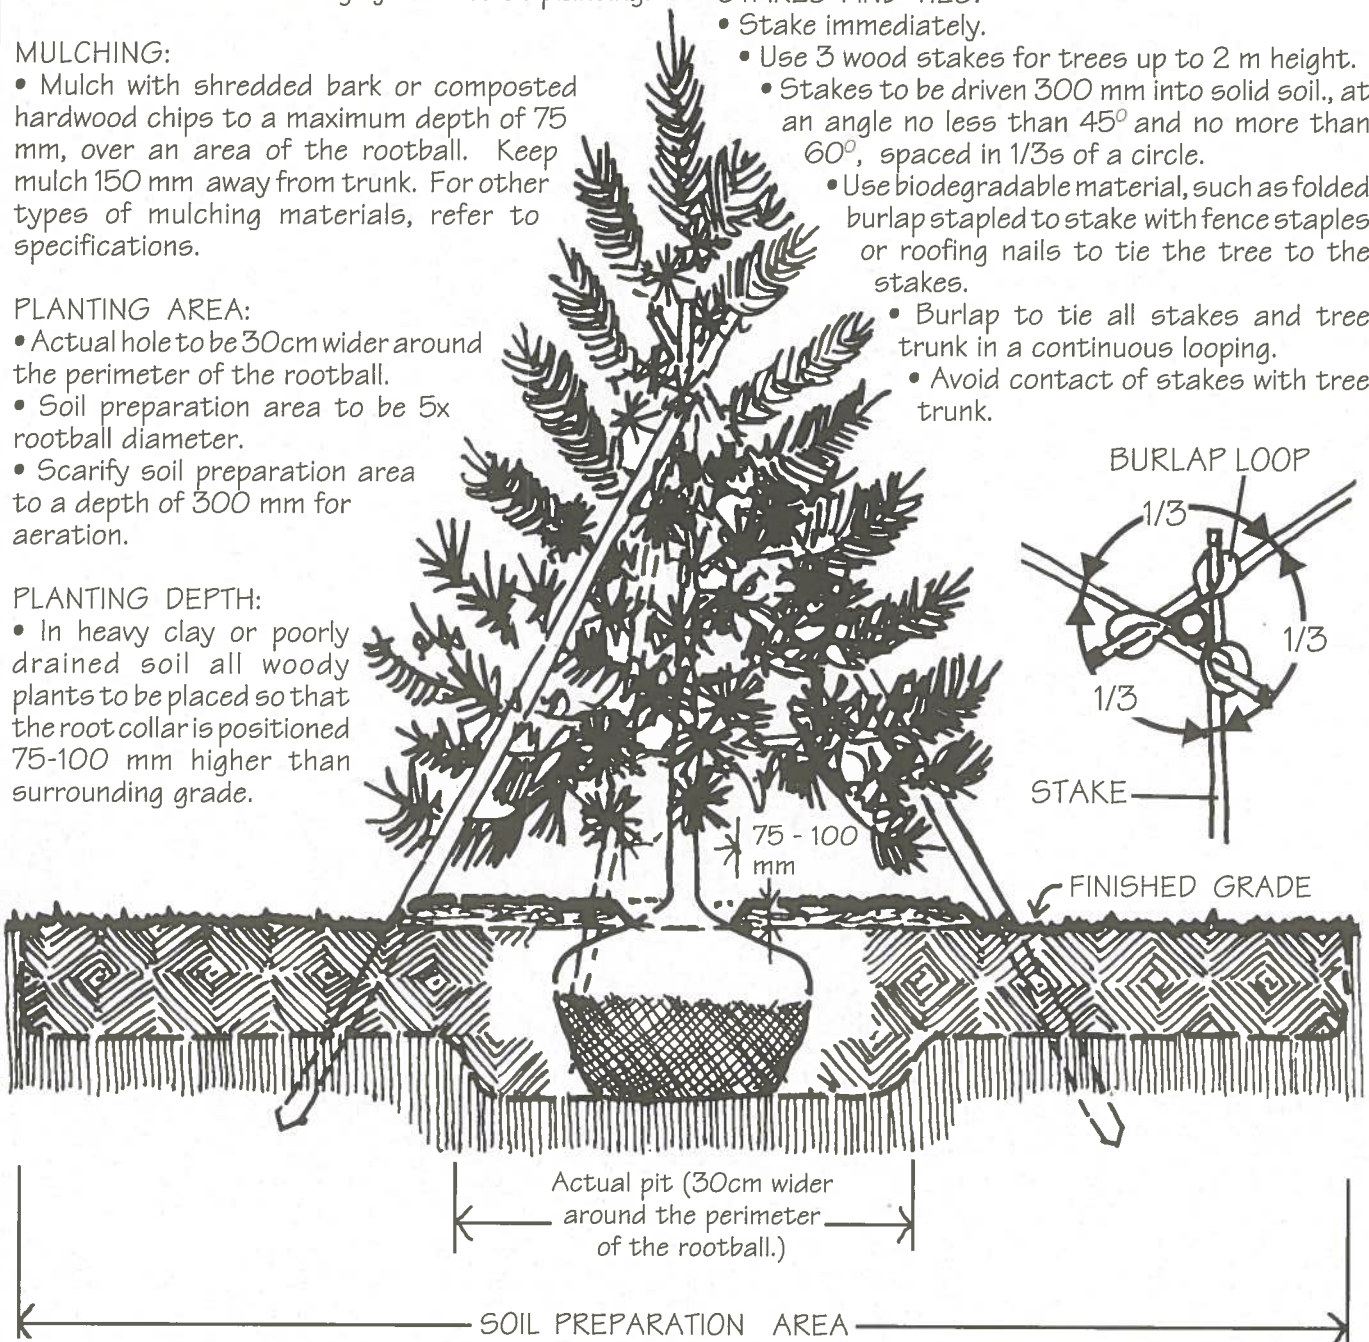 MULCHING:
• Mulch with shredded bark or composted
hardwood chips to a maximum depth of 75
mm, over an area of the rootball. Keep
mulch 150 mm away from trunk. For other
types of mulching materials, refer to
specifications.
PLANTING AREA:
• Actual hole to be 30cm wider around
the perimeter of the rootball.
• Soil preparation area to be 5x
rootball diameter.
• Scarify soil preparation area
to a depth of 300 mm for
aeration.
PLANTING DEPTH:
• In heavy clay or poorly
drained soil all woody
plants to be placed so that
the root collar is positioned
75-100 mm higher than
surrounding grade.
• Stake immediately.
• Use 3 wood stakes for trees up to 2 m height.
• Stakes to be driven 300 mm into solid soil., at
an angle no less than 45° and no more than
60°, spaced in 1/3s of a circle.
• Use biodegradable material, such as folded
burlap stapled to stake with fence staples
or roofing nails to tie the tree to the
stakes.
• Burlap to tie all stakes and tree
trunk in a continuous looping.
• Avoid contact of stakes with tree
trunk.
BURLAP LOOP
1/3
1/3
1/3
STAKE
75 - 100
mm
FINISHED GRADE
Actual pit (30cm wider
around the perimeter
of the rootball.)
SOIL PREPARATION AREA